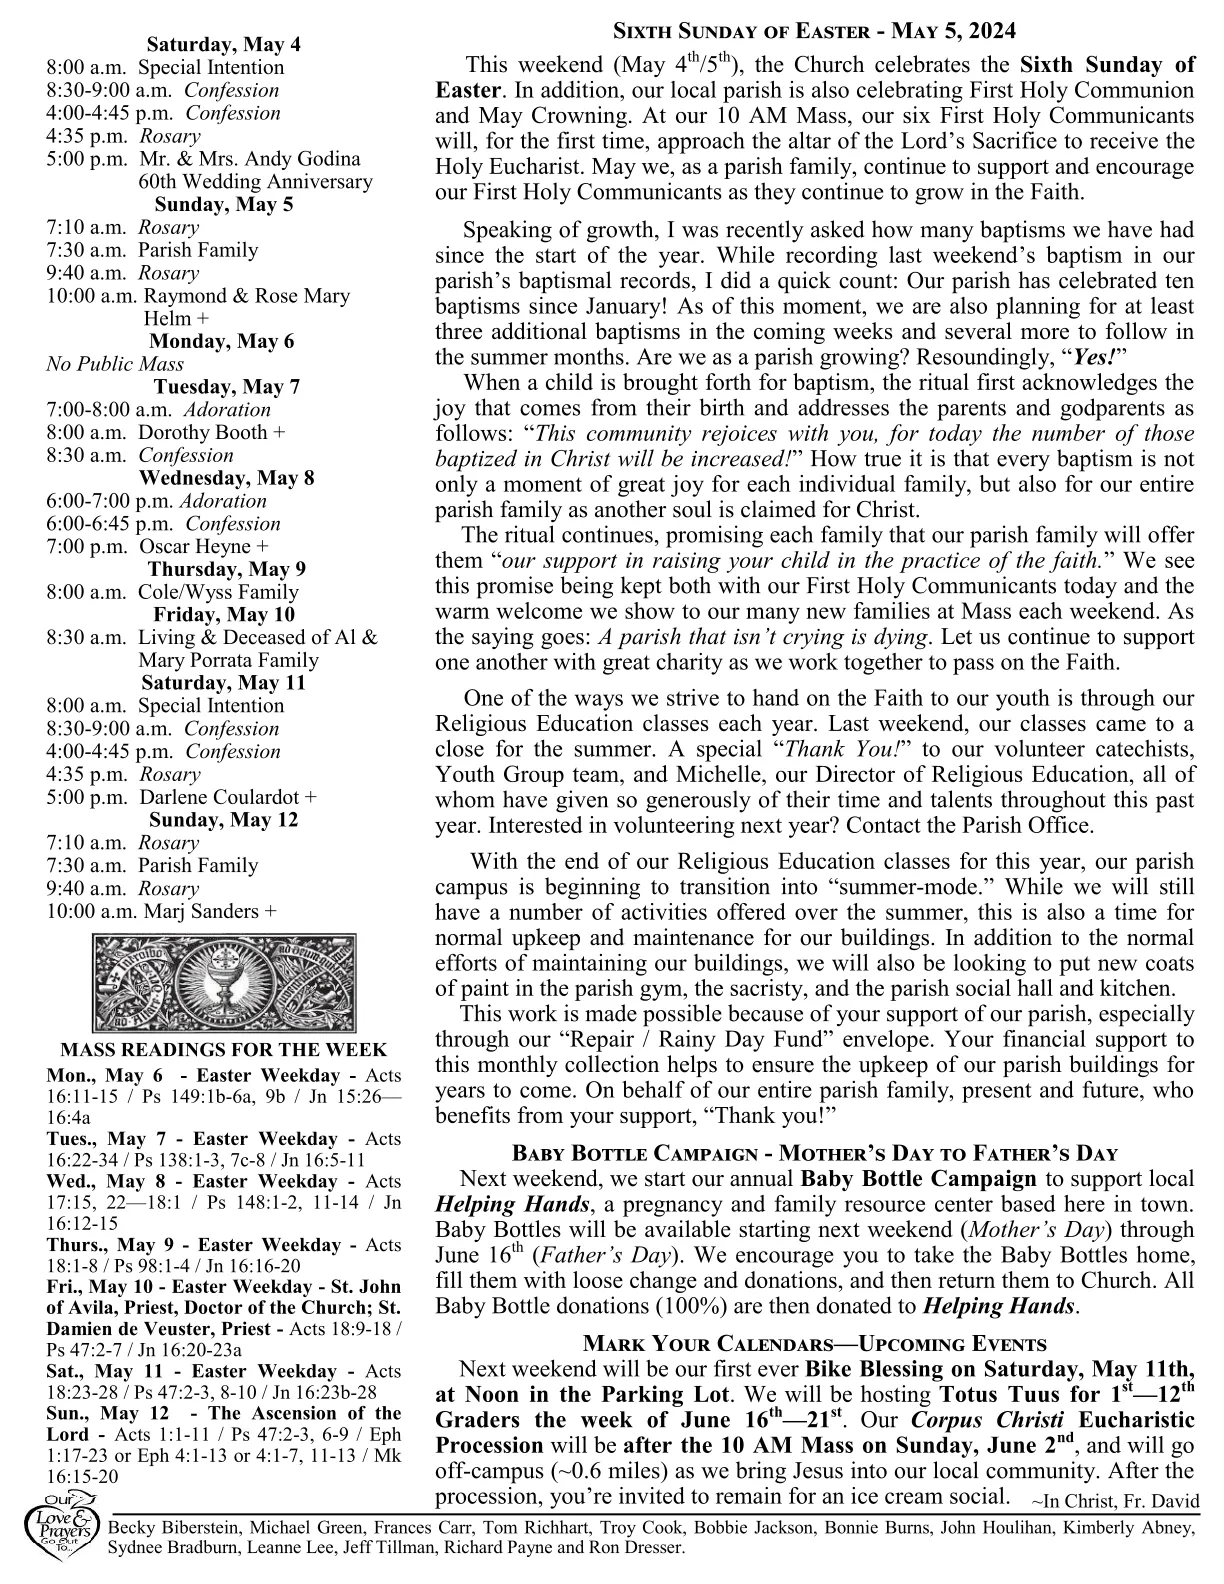 Saturday, May 4
8:00 a.m. Special Intention
8:30-9:00 a.m. Confession
4:00-4:45 p.m. Confession
4:35 p.m. Rosary
5:00 p.m. Mr. & Mrs. Andy Godina
60th Wedding Anniversary
Sunday, May 5
7:10 a.m. Rosary
7:30 a.m. Parish Family
9:40 a.m. Rosary
10:00 a.m. Raymond & Rose Mary
Helm +
Monday, May 6
No Public Mass
Tuesday, May 7
7:00-8:00 a.m. Adoration
8:00 a.m. Dorothy Booth +
8:30 a.m. Confession
Wednesday, May 8
6:00-7:00 p.m. Adoration
6:00-6:45 p.m. Confession
7:00 p.m. Oscar Heyne +
Thursday, May 9
8:00 a.m. Cole/Wyss Family
Friday, May 10
8:30 a.m. Living & Deceased of Al &
Mary Porrata Family
Saturday, May 11
8:00 a.m. Special Intention
8:30-9:00 a.m. Confession
4:00-4:45 p.m. Confession
4:35 p.m. Rosary
5:00 p.m. Darlene Coulardot +
Sunday, May 12
7:10 a.m. Rosary
7:30 a.m. Parish Family
9:40 a.m. Rosary
10:00 a.m. Marj Sanders +
Introibo
MASS READINGS FOR THE WEEK
Mon., May 6 - Easter Weekday - Acts
16:11-15 / Ps 149:1b-6a, 9b / Jn 15:26—
16:4a
Tues., May 7 - Easter Weekday - Acts
16:22-34 / Ps 138:1-3, 7c-8 / Jn 16:5-11
Wed., May 8 - Easter Weekday - Acts
17:15, 22—18:1 / Ps 148:1-2, 11-14 / Jn
16:12-15
Thurs., May 9 - Easter Weekday - Acts
18:1-8 / Ps 98:1-4 / Jn 16:16-20
Fri., May 10 - Easter Weekday - St. John
of Avila, Priest, Doctor of the Church; St.
Damien de Veuster, Priest - Acts 18:9-18 /
Ps 47:2-7 / Jn 16:20-23a
Sat., May 11 - Easter Weekday - Acts
18:23-28 / Ps 47:2-3, 8-10 / Jn 16:23b-28
Sun., May 12 - The Ascension of the
Lord - Acts 1:1-11 / Ps 47:2-3, 6-9 / Eph
1:17-23 or Eph 4:1-13 or 4:1-7, 11-13 / Mk
16:15-20
SIXTH SUNDAY OF EASTER - MAY 5, 2024
This weekend (May 4th/5th), the Church celebrates the Sixth Sunday of
Easter. In addition, our local parish is also celebrating First Holy Communion
and May Crowning. At our 10 AM Mass, our six First Holy Communicants
will, for the first time, approach the altar of the Lord's Sacrifice to receive the
Holy Eucharist. May we, as a parish family, continue to support and encourage
our First Holy Communicants as they continue to grow in the Faith.
Speaking of growth, I was recently asked how many baptisms we have had
since the start of the year. While recording last weekend's baptism in our
parish's baptismal records, I did a quick count: Our parish has celebrated ten
baptisms since January! As of this moment, we are also planning for at least
three additional baptisms in the coming weeks and several more to follow in
the summer months. Are we as a parish growing? Resoundingly, “Yes!”
When a child is brought forth for baptism, the ritual first acknowledges the
joy that comes from their birth and addresses the parents and godparents as
follows: “This community rejoices with you, for today the number of those
baptized in Christ will be increased!” How true it is that every baptism is not
only a moment of great joy for each individual family, but also for our entire
parish family as another soul is claimed for Christ.
The ritual continues, promising each family that our parish family will offer
them “our support in raising your child in the practice of the faith.” We see
this promise being kept both with our First Holy Communicants today and the
warm welcome we show to our many new families at Mass each weekend. As
the saying goes: A parish that isn't crying is dying. Let us continue to support
one another with great charity as we work together to pass on the Faith.
One of the ways we strive to hand on the Faith to our youth is through our
Religious Education classes each year. Last weekend, our classes came to a
close for the summer. A special “Thank You!” to our volunteer catechists,
Youth Group team, and Michelle, our Director of Religious Education, all of
whom have given so generously of their time and talents throughout this past
year. Interested in volunteering next year? Contact the Parish Office.
With the end of our Religious Education classes for this year, our parish
campus is beginning to transition into “summer-mode.” While we will still
have a number of activities offered over the summer, this is also a time for
normal upkeep and maintenance for our buildings. In addition to the normal
efforts of maintaining our buildings, we will also be looking to put new coats
of paint in the parish gym, the sacristy, and the parish social hall and kitchen.
This work is made possible because of your support of our parish, especially
through our “Repair / Rainy Day Fund” envelope. Your financial support to
this monthly collection helps to ensure the upkeep of our parish buildings for
years to come. On behalf of our entire parish family, present and future, who
benefits from your support, “Thank you!”
BABY BOTTLE CAMPAIGN - MOTHER'S DAY TO FATHER'S DAY
Next weekend, we start our annual Baby Bottle Campaign to support local
Helping Hands, a pregnancy and family resource center based here in town.
Baby Bottles will be available starting next weekend (Mother's Day) through
June 16th (Father's Day). We encourage you to take the Baby Bottles home,
fill them with loose change and donations, and then return them to Church. All
Baby Bottle donations (100%) are then donated to Helping Hands.
MARK YOUR CALENDARS—UPCOMING EVENTS
Next weekend will be our first ever Bike Blessing on Saturday, May 11th,
at Noon in the Parking Lot. We will be hosting Totus Tuus for 1st—12th
Graders the week of June 16th—21st. Our Corpus Christi Eucharistic
Procession will be after the 10 AM Mass on Sunday, June 2nd, and will go
off-campus (~0.6 miles) as we bring Jesus into our local community. After the
procession, you're invited to remain for an ice cream social. ~In Christ, Fr. David
Our
Love &
Prayers
Go Out
To...
Becky Biberstein, Michael Green, Frances Carr, Tom Richhart, Troy Cook, Bobbie Jackson, Bonnie Burns, John Houlihan, Kimberly Abney,
Sydnee Bradburn, Leanne Lee, Jeff Tillman, Richard Payne and Ron Dresser.